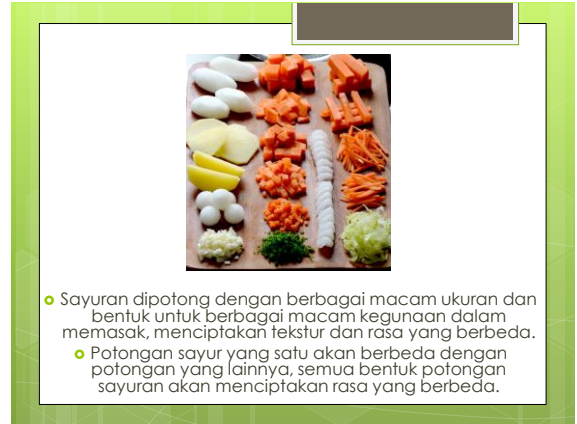 Sayuran dipotong dengan berbagai macam ukuran dan
bentuk untuk berbagai macam kegunaan dalam
memasak, menciptakan tekstur dan rasa yang berbeda.
Potongan sayur yang satu akan berbeda dengan
potongan yang lainnya, semua bentuk potongan
sayuran akan menciptakan rasa yang berbeda.